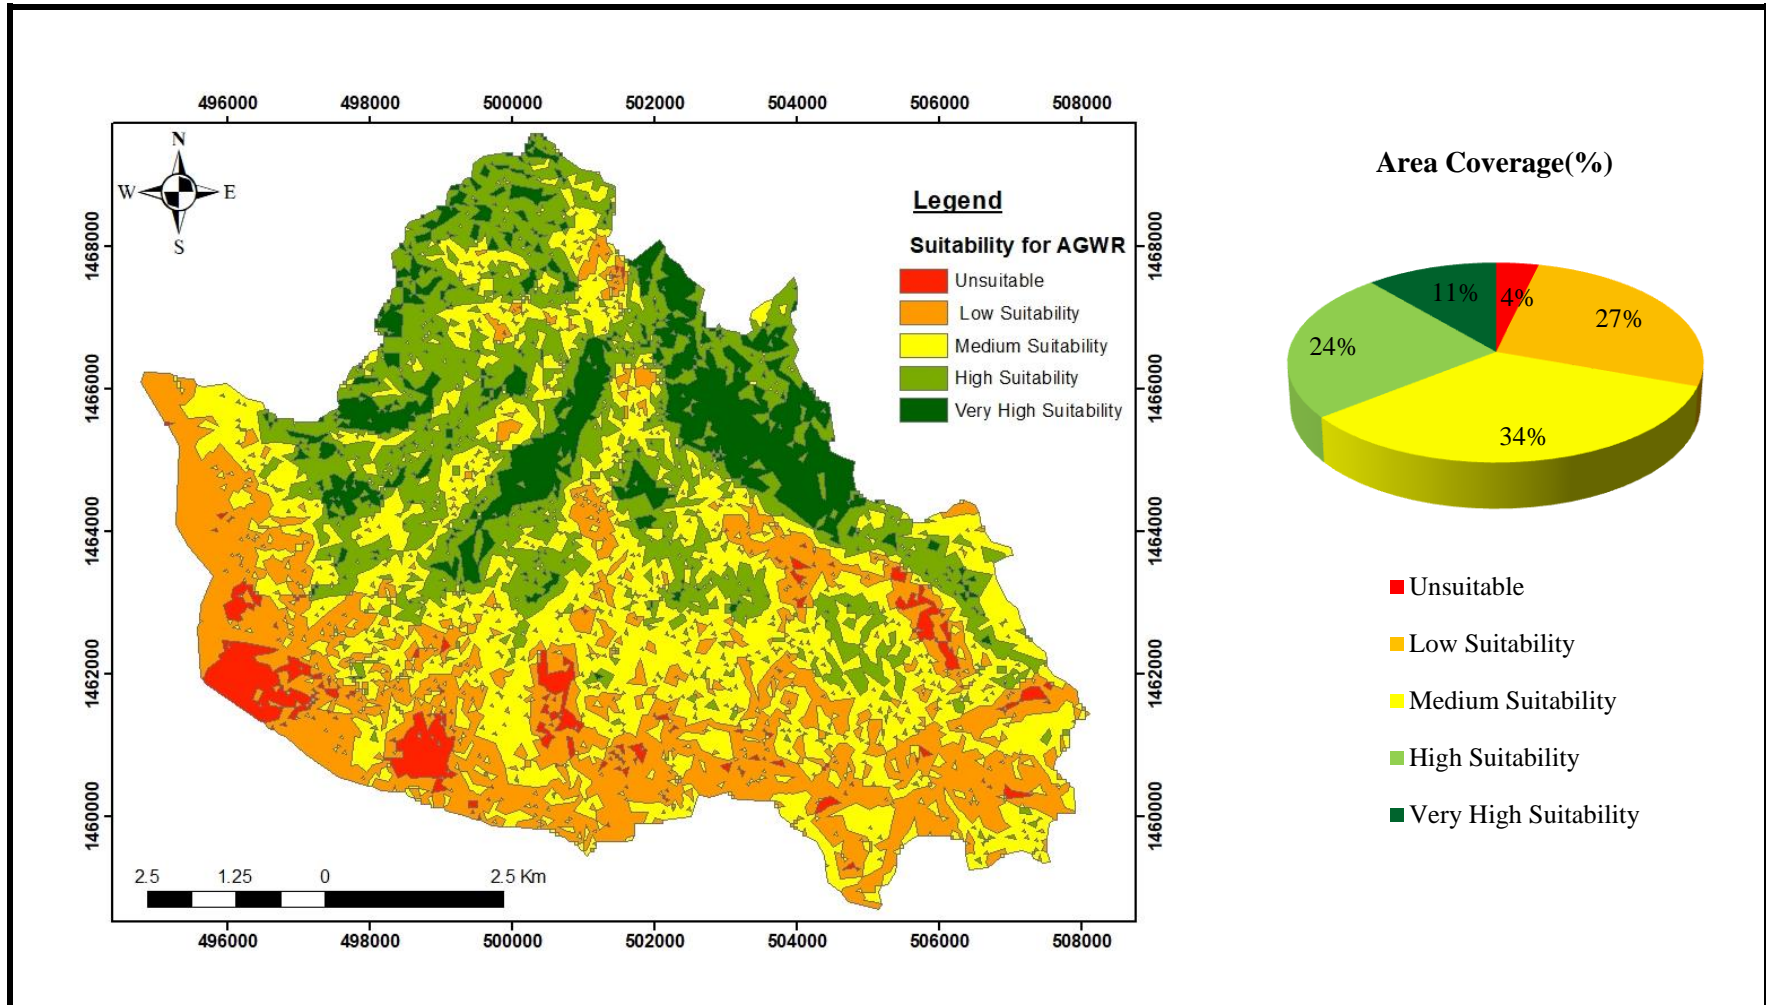 496000 498000 500000 502000 504000 506000 508000
N
W E
S
1468000
1466000
1464000
1462000
1460000
Legend
Suitability for AGWR
Unsuitable
Low Suitability
Medium Suitability
High Suitability
Very High Suitability
1468000
1466000
1464000
1462000
1460000
2.5 1.25 0 2.5 Km
496000 498000 500000 502000 504000 506000 508000
Area Coverage(%)
11%
4%
27%
24%
34%
Unsuitable
Low Suitability
Medium Suitability
High Suitability
Very High Suitability